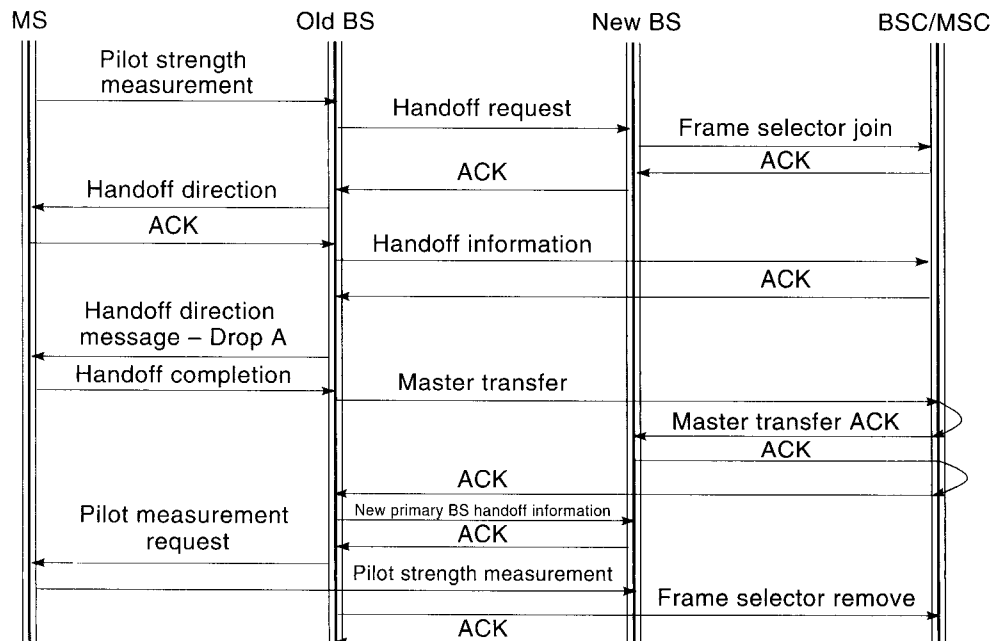 MS Old BS New BS BSC/MSC
Pilot strength
measurement
Handoff request
Frame selector join
ACK
ACK
Handoff direction
ACK
Handoff information
ACK
Handoff direction
message – Drop A
Handoff completion
Master transfer
Master transfer ACK
ACK
ACK
New primary BS handoff information
Pilot measurement
request
ACK
Pilot strength measurement
Frame selector remove
ACK